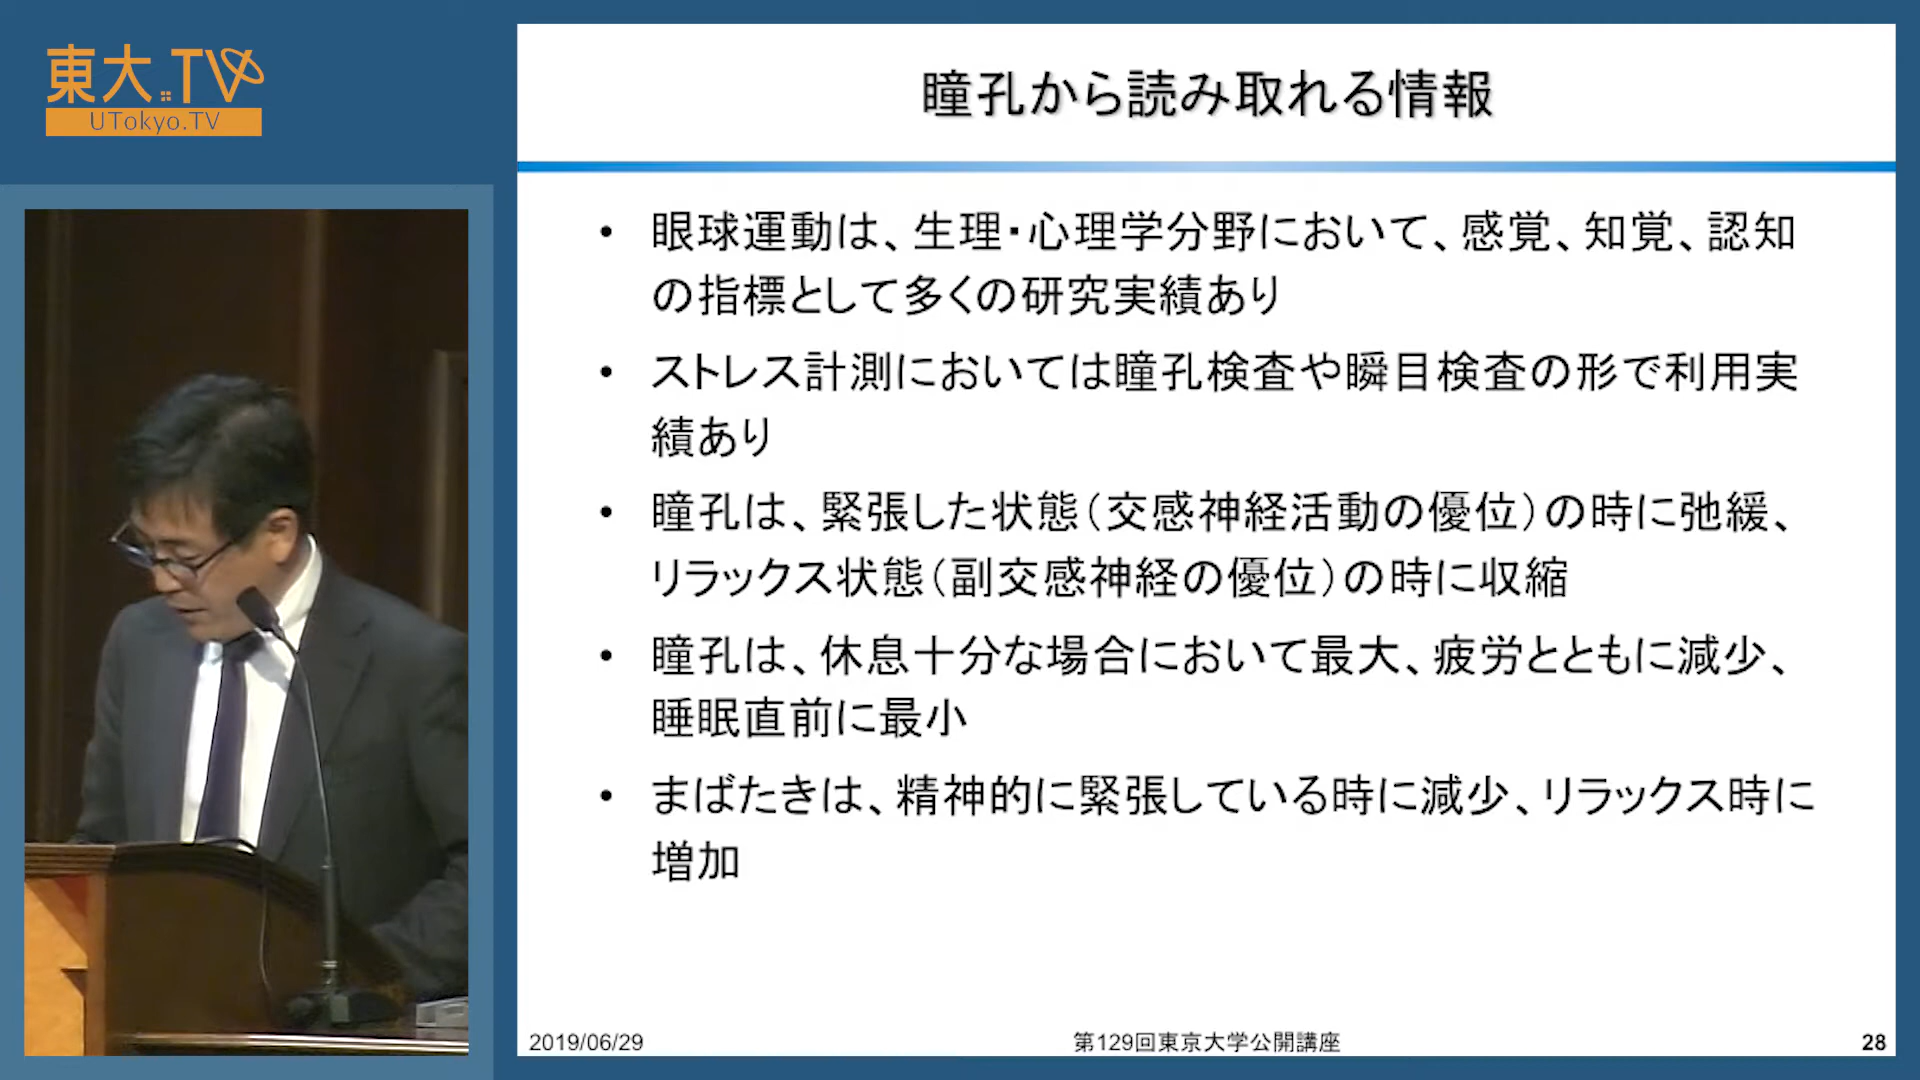 東大TV
UTokyo.TV
瞳孔から読み取れる情報
• 眼球運動は、生理・心理学分野において、感覚、知覚、認知
の指標として多くの研究実績あり
• ストレス計測においては瞳孔検査や瞬目検査の形で利用実
績あり
• 瞳孔は、緊張した状態（交感神経活動の優位）の時に弛緩、
リラックス状態（副交感神経の優位）の時に収縮
• 瞳孔は、休息十分な場合において最大、疲労とともに減少、
睡眠直前に最小
• まばたきは、精神的に緊張している時に減少、リラックス時に
増加
2019/06/29
第129回東京大学公開講座
28